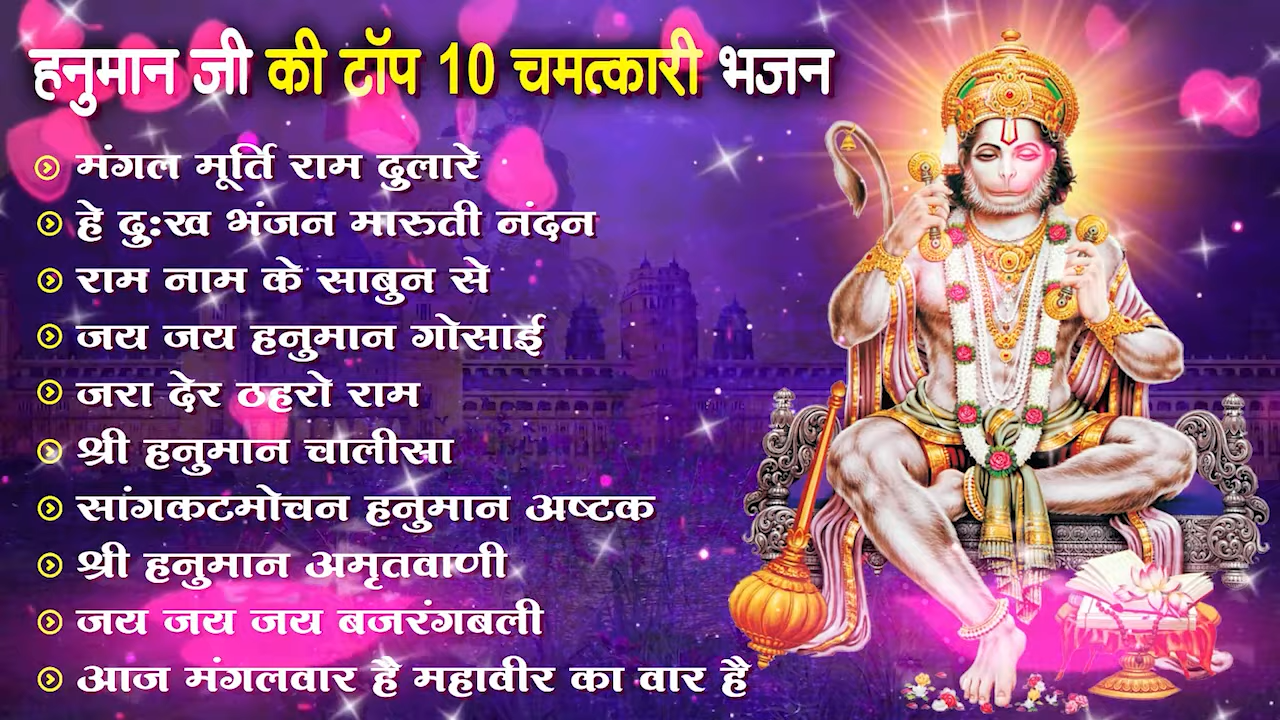 हनुमान जी की टॉप 10 चमत्कारी भजन
मंगल मूर्ति राम दुलारे
हे दुःख भंजन मारुती नंदन
राम नाम के साबुन से
जय जय हनुमान गोसाई
जरा देर ठहरो राम
श्री हनुमान चालीसा
सांगकटमोचन हनुमान अष्टक
श्री हनुमान अमृतवाणी
जय जय जय बजरंगबली
आज मंगलवार है महावीर का वार है